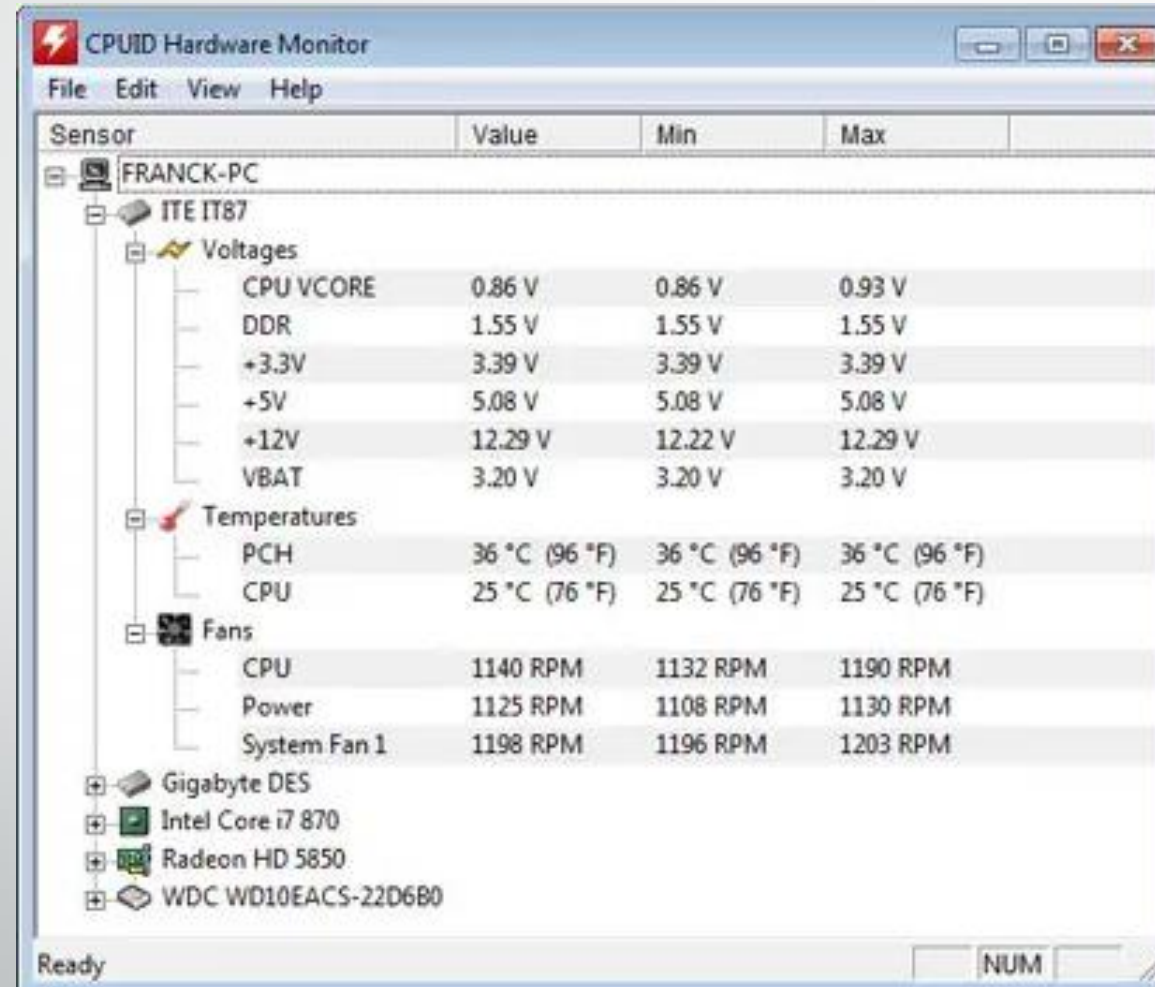 CPUID Hardware Monitor
File Edit View Help
Sensor Value Min Max
FRANCK-PC
ITE IT87
Voltages
CPU VCORE 0.86 V 0.86 V 0.93 V
DDR 1.55 V 1.55 V 1.55 V
+3.3V 3.39 V 3.39 V 3.39 V
+5V 5.08 V 5.08 V 5.08 V
+12V 12.29 V 12.22 V 12.29 V
VBAT 3.20 V 3.20 V 3.20 V
Temperatures
PCH 36 °C (96 °F) 36 °C (96 °F) 36 °C (96 °F)
CPU 25 °C (76 °F) 25 °C (76 °F) 25 °C (76 °F)
Fans
CPU 1140 RPM 1132 RPM 1190 RPM
Power 1125 RPM 1108 RPM 1130 RPM
System Fan 1 1198 RPM 1196 RPM 1203 RPM
Gigabyte DES
Intel Core i7 870
Radeon HD 5850
WDC WD10EACS-22D6B0
Ready NUM